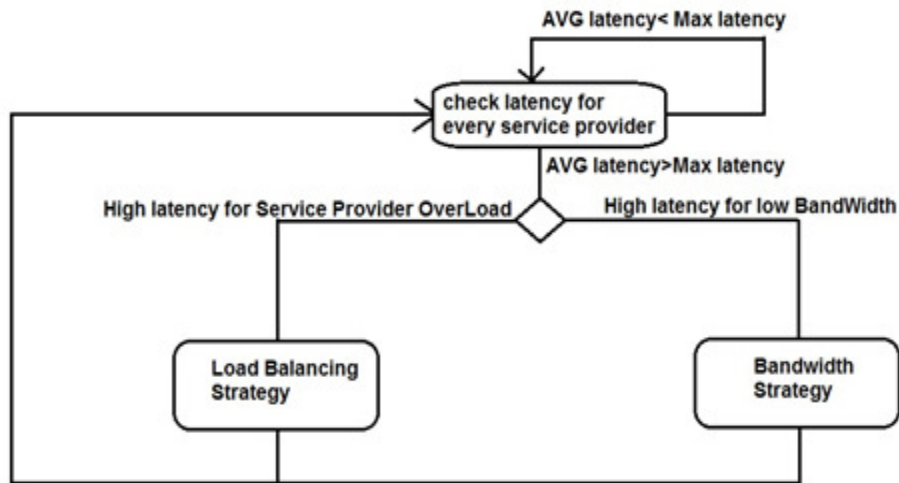 AVG latency< Max latency
check latency for
every service provider
AVG latency>Max latency
High latency for Service Provider OverLoad
High latency for low BandWidth
Load Balancing
Strategy
Bandwidth
Strategy